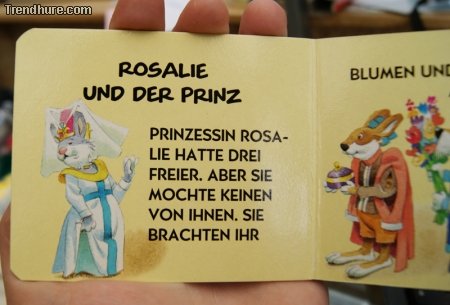 Trendhure.com
ROSALIE
UND DER PRINZ
PRINZESSIN ROSA-
LIE HATTE DREI
FREIER. ABER SIE
MOCHTE KEINEN
VON IHNEN. SIE
BRACHTEN IHR
BLUMEN UND